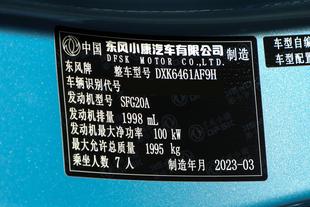 中国 东风小康汽车有限公司 制造
DFSK MOTOR CO.,LTD.
东风牌 整车型号 DXK6461AF9H
车辆识别代号
发动机型号 SFG20A
发动机排量 1998 mL
发动机最大净功率 100 kW
最大允许总质量 1995 kg
乘坐人数 7 人 制造年月 2023-03
车型自编
车型配置